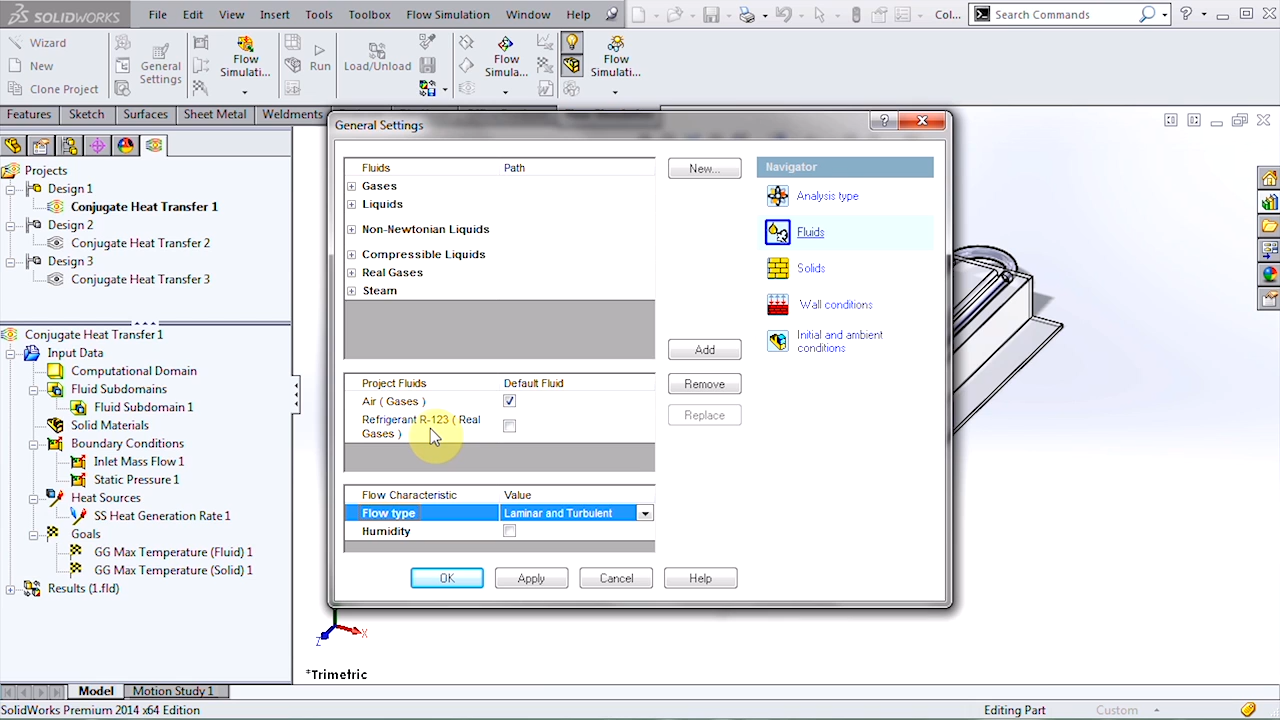 SOLIDWORKS File Edit View Insert Tools Toolbox Flow Simulation Window Help Col... Search Commands ?
Wizard
New
Clone Project
General
Settings
Flow
Simulati...
Run
Load/Unload
Flow
Simula...
Flow
Simulati...
Features Sketch Surfaces Sheet Metal Weldments
Projects
Design 1
Conjugate Heat Transfer 1
Design 2
Conjugate Heat Transfer 2
Design 3
Conjugate Heat Transfer 3
Conjugate Heat Transfer 1
Input Data
Computational Domain
Fluid Subdomains
Fluid Subdomain 1
Solid Materials
Boundary Conditions
Inlet Mass Flow 1
Static Pressure 1
Heat Sources
SS Heat Generation Rate 1
Goals
GG Max Temperature (Fluid) 1
GG Max Temperature (Solid) 1
Results (1.fld)
General Settings
Fluids Path
Gases
Liquids
Non-Newtonian Liquids
Compressible Liquids
Real Gases
Steam
New...
Add
Remove
Replace
Project Fluids Default Fluid
Air ( Gases )
Refrigerant R-123 ( Real
Gases )
Flow Characteristic Value
Flow type Laminar and Turbulent
Humidity
OK Apply Cancel Help
Navigator
Analysis type
Fluids
Solids
Wall conditions
Initial and ambient
conditions
Z X
*Trimetric
Model Motion Study 1
SolidWorks Premium 2014 x64 Edition Editing Part Custom